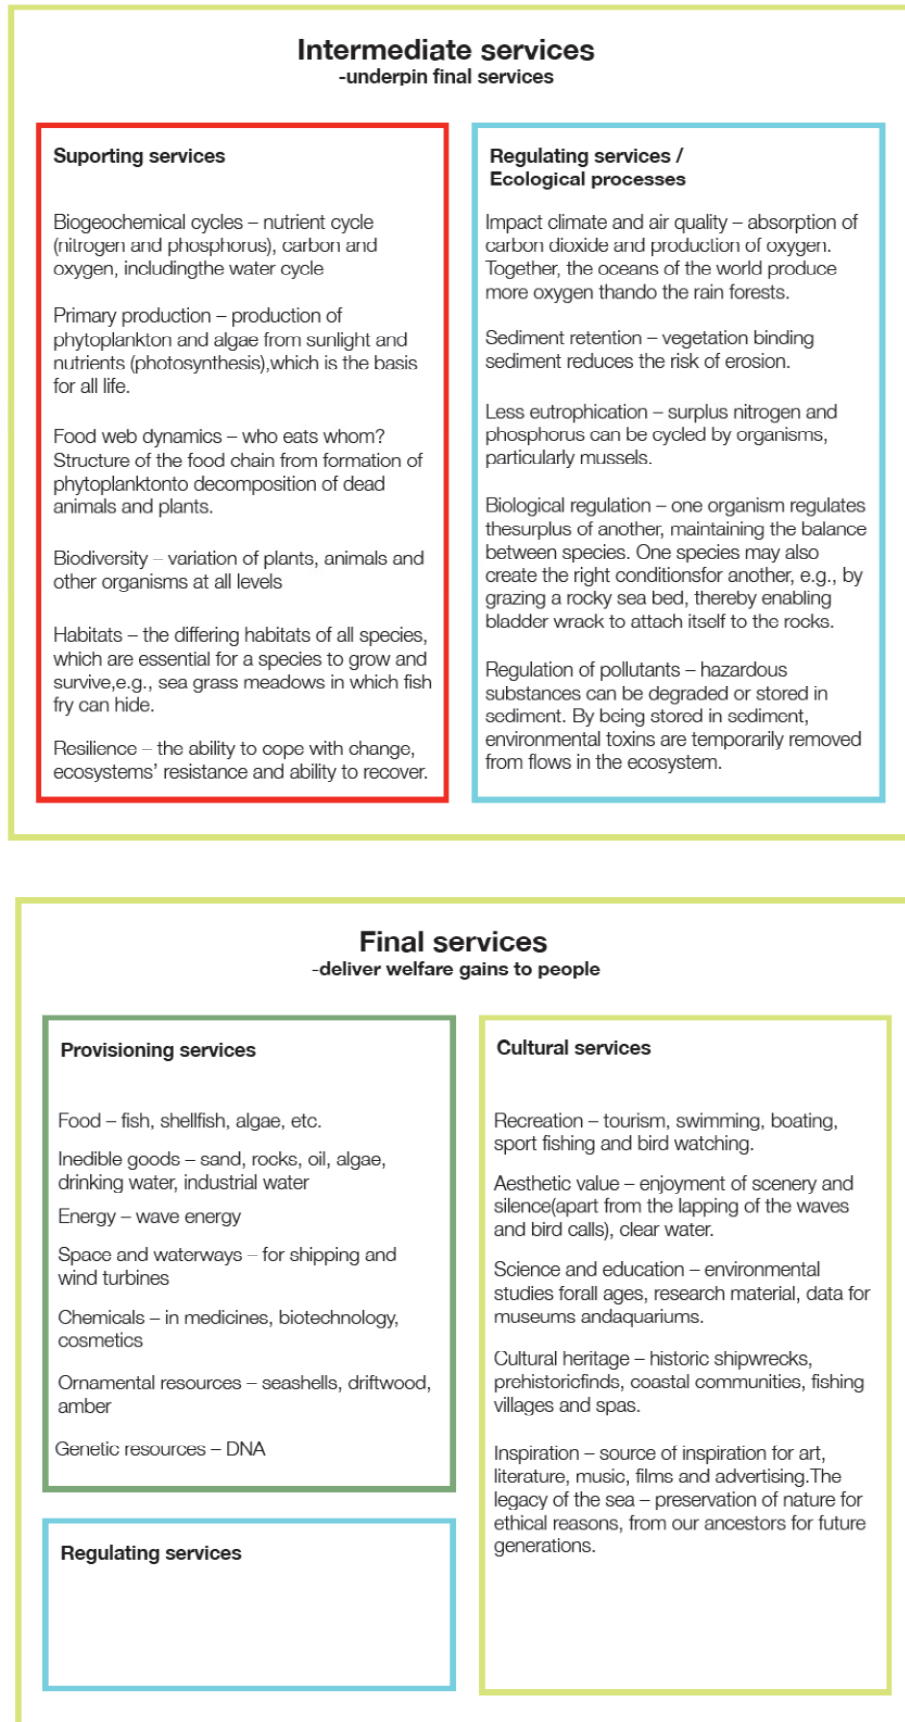 Intermediate services
-underpin final services
Suporting services
Biogeochemical cycles – nutrient cycle
(nitrogen and phosphorus), carbon and
oxygen, includingthe water cycle
Primary production – production of
phytoplankton and algae from sunlight and
nutrients (photosynthesis),which is the basis
for all life.
Food web dynamics – who eats whom?
Structure of the food chain from formation of
phytoplanktonto decomposition of dead
animals and plants.
Biodiversity – variation of plants, animals and
other organisms at all levels
Habitats – the differing habitats of all species,
which are essential for a species to grow and
survive,e.g., sea grass meadows in which fish
fry can hide.
Resilience – the ability to cope with change,
ecosystems’ resistance and ability to recover.
Regulating services /
Ecological processes
Impact climate and air quality – absorption of
carbon dioxide and production of oxygen.
Together, the oceans of the world produce
more oxygen thando the rain forests.
Sediment retention – vegetation binding
sediment reduces the risk of erosion.
Less eutrophication – surplus nitrogen and
phosphorus can be cycled by organisms,
particularly mussels.
Biological regulation – one organism regulates
thesurplus of another, maintaining the balance
between species. One species may also
create the right conditionsfor another, e.g., by
grazing a rocky sea bed, thereby enabling
bladder wrack to attach itself to the rocks.
Regulation of pollutants – hazardous
substances can be degraded or stored in
sediment. By being stored in sediment,
environmental toxins are temporarily removed
from flows in the ecosystem.
Final services
-deliver welfare gains to people
Provisioning services
Food – fish, shellfish, algae, etc.
Inedible goods – sand, rocks, oil, algae,
drinking water, industrial water
Energy – wave energy
Space and waterways – for shipping and
wind turbines
Chemicals – in medicines, biotechnology,
cosmetics
Ornamental resources – seashells, driftwood,
amber
Genetic resources – DNA
Regulating services
Cultural services
Recreation – tourism, swimming, boating,
sport fishing and bird watching.
Aesthetic value – enjoyment of scenery and
silence(apart from the lapping of the waves
and bird calls), clear water.
Science and education – environmental
studies forall ages, research material, data for
museums andaquariums.
Cultural heritage – historic shipwrecks,
prehistoricfinds, coastal communities, fishing
villages and spas.
Inspiration – source of inspiration for art,
literature, music, films and advertising.The
legacy of the sea – preservation of nature for
ethical reasons, from our ancestors for future
generations.